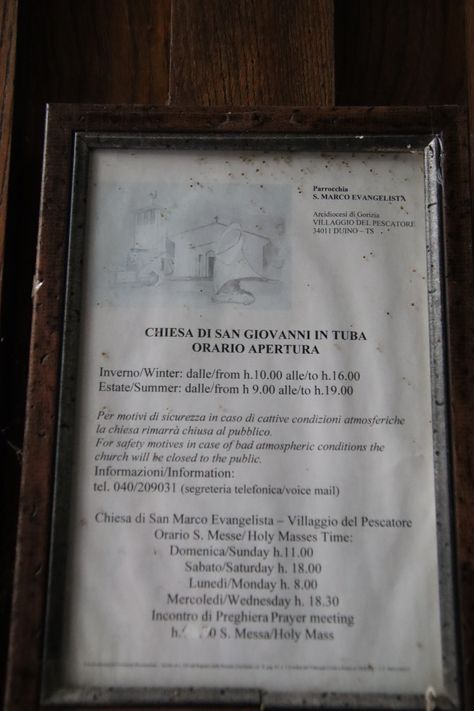 Parrocchia
S. MARCO EVANGELISTA
Arcidiocesi di Gorizia
VILLAGGIO DEL PESCATORE
34011 DUINO – TS
CHIESA DI SAN GIOVANNI IN TUBA
ORARIO APERTURA
Inverno/Winter: dalle/from h.10.00 alle/to h.16.00
Estate/Summer: dalle/from h 9.00 alle/to h.19.00
Per motivi di sicurezza in caso di cattive condizioni atmosferiche
la chiesa rimarrà chiusa al pubblico.
For safety motives in case of bad atmospheric conditions the
church will be closed to the public.
Informazioni/Information:
tel. 040/209031 (segreteria telefonica/voice mail)
Chiesa di San Marco Evangelista – Villaggio del Pescatore
Orario S. Messe/ Holy Masses Time:
Domenica/Sunday h.11.00
Sabato/Saturday h. 18.00
Lunedì/Monday h. 8.00
Mercoledì/Wednesday h. 18.30
Incontro di Preghiera Prayer meeting
S. Messa/Holy Mass